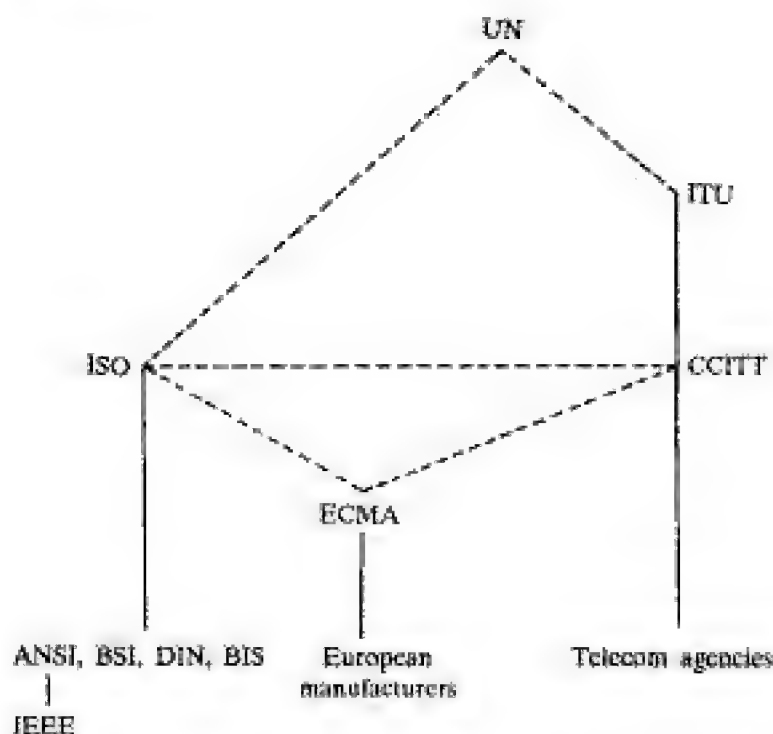 UN
ITU
ISO
CCITT
ECMA
ANSI, BSI, DIN, BIS
European
manufacturers
Telecom agencies
IEEE